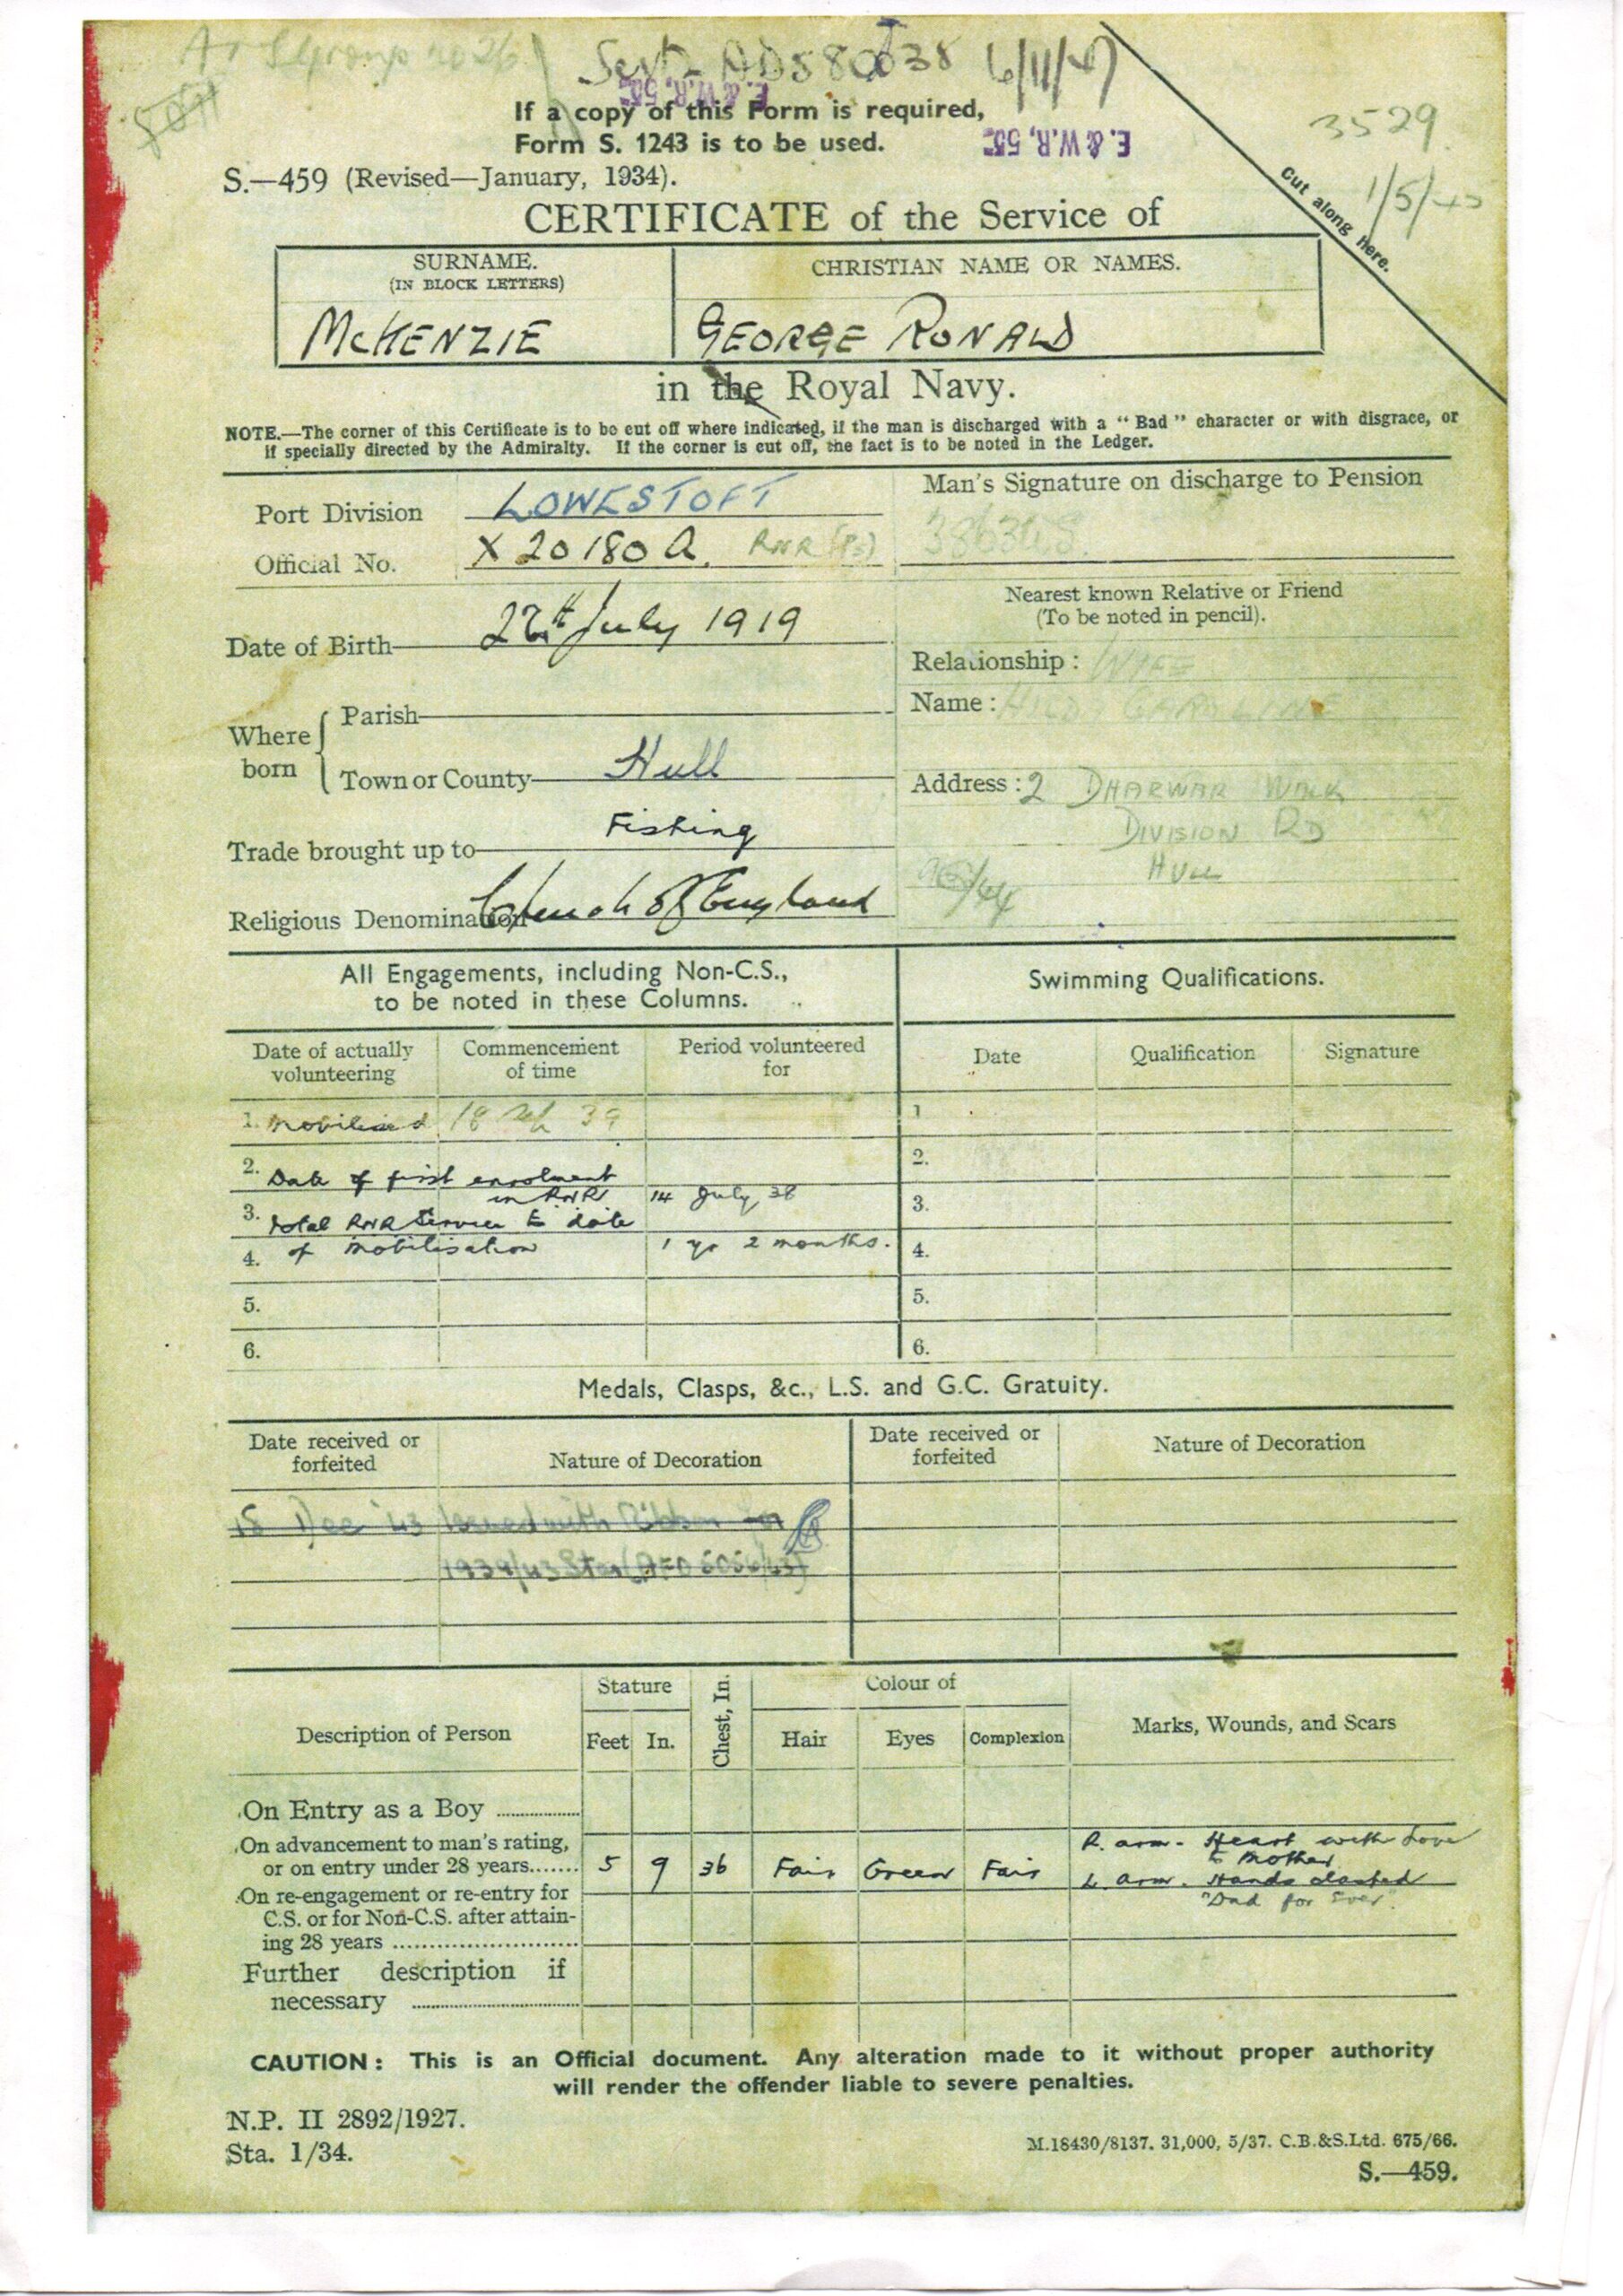 Sent 6/11/47
E. & W.R. 55
If a copy of this Form is required,
Form S. 1243 is to be used.
E. & W.R. 55
3529
S.—459 (Revised—January, 1934).
Cut along here.
1/5/
CERTIFICATE of the Service of
SURNAME. CHRISTIAN NAME OR NAMES.
(IN BLOCK LETTERS)
McKENZIE GEORGE RONALD
in the Royal Navy.
NOTE.—The corner of this Certificate is to be cut off where indicated, if the man is discharged with a “ Bad ” character or with disgrace, or
if specially directed by the Admiralty. If the corner is cut off, the fact is to be noted in the Ledger.
Port Division LOWESTOFT
Official No. X 20180 A. RNR (PS)
Date of Birth July 1919
Where born
Parish
Town or County Hull
Trade brought up to Fishing
Religious Denomination Church of England
Man's Signature on discharge to Pension
Nearest known Relative or Friend
(To be noted in pencil).
Relationship : WIFE
Name : CAROLINE
Address : 2 DHARWAR WALK
DIVISION RD
HULL
All Engagements, including Non-C.S.,
to be noted in these Columns.
Date of actually volunteering Commencement of time Period volunteered for
1. Mobilised 18 39
2. Date of first enrolment
in RNR 14 July 38
3. Total RNR Service to date
4. of mobilisation 1 yr 2 months.
5.
6.
Swimming Qualifications.
Date Qualification Signature
1
2.
3.
4.
5.
6.
Medals, Clasps, &c., L.S. and G.C. Gratuity.
Date received or forfeited Nature of Decoration Date received or forfeited Nature of Decoration
Dec 43 Issued with Ribbon for
1939/43 Star
Description of Person Stature Chest, In. Colour of Marks, Wounds, and Scars
Feet In. Hair Eyes Complexion
On Entry as a Boy
On advancement to man's rating,
or on entry under 28 years 5 9 36 Fair Green Fair
R. arm - Heart with Love
to Mother
L arm - Hands clasped
"Dad for Ever".
On re-engagement or re-entry for
C.S. or for Non-C.S. after attain-
ing 28 years
Further description if
necessary
CAUTION : This is an Official document. Any alteration made to it without proper authority
will render the offender liable to severe penalties.
N.P. II 2892/1927.
Sta. 1/34.
M.18430/8137. 31,000, 5/37. C.B.&S.Ltd. 675/66.
S.—459.